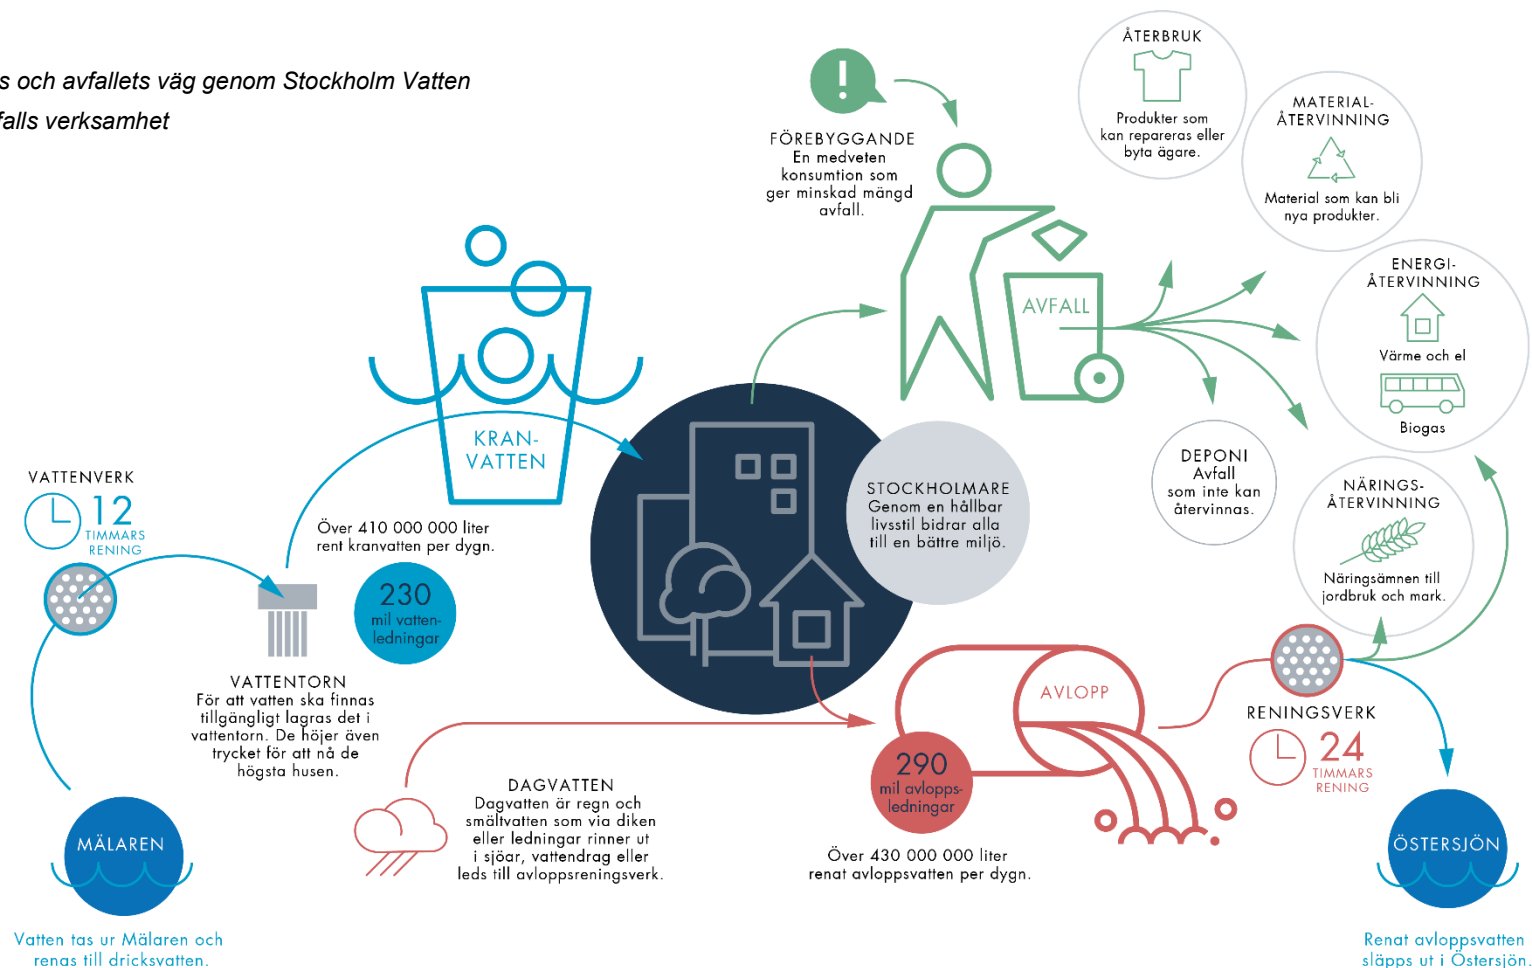 s och avfallets väg genom Stockholm Vatten
falls verksamhet
ÅTERBRUK
Produkter som
kan repareras eller
byta ägare.
MATERIAL-
ÅTERVINNING
Material som kan bli
nya produkter.
FÖREBYGGANDE
En medveten
konsumtion som
ger minskad mängd
avfall.
AVFALL
ENERGI-
ÅTERVINNING
Värme och el
Biogas
DEPONI
Avfall
som inte kan
återvinnas.
NÄRINGS-
ÅTERVINNING
Näringsämnen till
jordbruk och mark.
KRAN-
VATTEN
STOCKHOLMARE
Genom en hållbar
livsstil bidrar alla
till en bättre miljö.
VATTENVERK
12
TIMMARS
RENING
Över 410 000 000 liter
rent kranvatten per dygn.
230
mil vatten-
ledningar
VATTENTORN
För att vatten ska finnas
tillgängligt lagras det i
vattentorn. De höjer även
trycket för att nå de
högsta husen.
DAGVATTEN
Dagvatten är regn och
smältvatten som via diken
eller ledningar rinner ut
i sjöar, vattendrag eller
leds till avloppsreningsverk.
AVLOPP
290
mil avlopps-
ledningar
Över 430 000 000 liter
renat avloppsvatten per dygn.
RENINGSVERK
24
TIMMARS
RENING
MÄLAREN
Vatten tas ur Mälaren och
renas till dricksvatten.
ÖSTERSJÖN
Renat avloppsvatten
släpps ut i Östersjön.